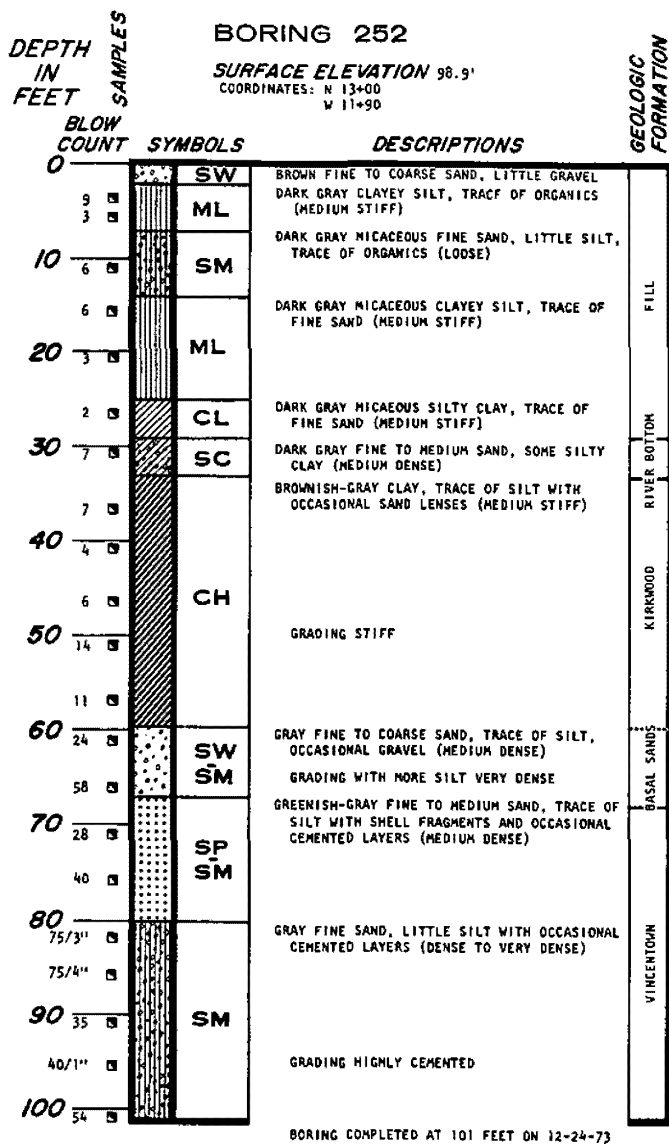 BORING 252
SURFACE ELEVATION 98.9'
COORDINATES: N 13+00
W 11+90
DEPTH
IN
FEET
SAMPLES
BLOW
COUNT
SYMBOLS
DESCRIPTIONS
GEOLOGIC
FORMATION
0
SW
BROWN FINE TO COARSE SAND, LITTLE GRAVEL
9
3
ML
DARK GRAY CLAYEY SILT, TRACE OF ORGANICS
(MEDIUM STIFF)
10
6
SM
DARK GRAY MICACEOUS FINE SAND, LITTLE SILT,
TRACE OF ORGANICS (LOOSE)
6
20
3
ML
DARK GRAY MICACEOUS CLAYEY SILT, TRACE OF
FINE SAND (MEDIUM STIFF)
FILL
2
CL
DARK GRAY MICAEOUS SILTY CLAY, TRACE OF
FINE SAND (MEDIUM STIFF)
30
7
SC
DARK GRAY FINE TO MEDIUM SAND, SOME SILTY
CLAY (MEDIUM DENSE)
RIVER BOTTOM
7
40
4
6
CH
BROWNISH-GRAY CLAY, TRACE OF SILT WITH
OCCASIONAL SAND LENSES (MEDIUM STIFF)
50
14
GRADING STIFF
11
KIRKWOOD
60
24
SW
-
SM
GRAY FINE TO COARSE SAND, TRACE OF SILT,
OCCASIONAL GRAVEL (MEDIUM DENSE)
58
GRADING WITH MORE SILT VERY DENSE
BASAL SANDS
70
28
40
SP
-
SM
GREENISH-GRAY FINE TO MEDIUM SAND, TRACE OF
SILT WITH SHELL FRAGMENTS AND OCCASIONAL
CEMENTED LAYERS (MEDIUM DENSE)
80
75/3"
75/4"
GRAY FINE SAND, LITTLE SILT WITH OCCASIONAL
CEMENTED LAYERS (DENSE TO VERY DENSE)
VINCENTOWN
90
35
SM
40/1"
GRADING HIGHLY CEMENTED
100
54
BORING COMPLETED AT 101 FEET ON 12-24-73